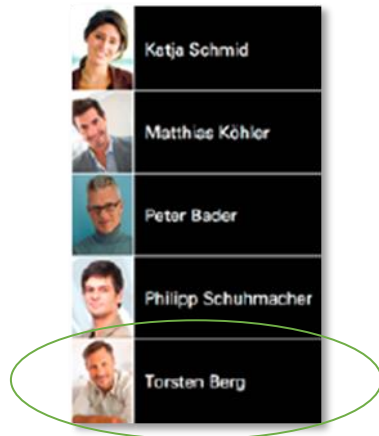 Katja Schmid
Matthias Köhler
Peter Bader
Philipp Schuhmacher
Torsten Berg